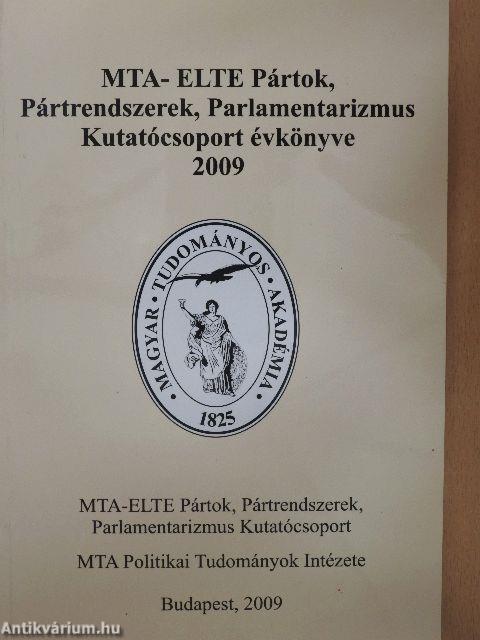 MTA- ELTE Pártok,
Pártrendszerek, Parlamentarizmus
Kutatócsoport évkönyve
2009
MAGYAR · TUDOMÁNYOS · AKADÉMIA ·
1825
MTA-ELTE Pártok, Pártrendszerek,
Parlamentarizmus Kutatócsoport
MTA Politikai Tudományok Intézete
Budapest, 2009
Antikvárium.hu